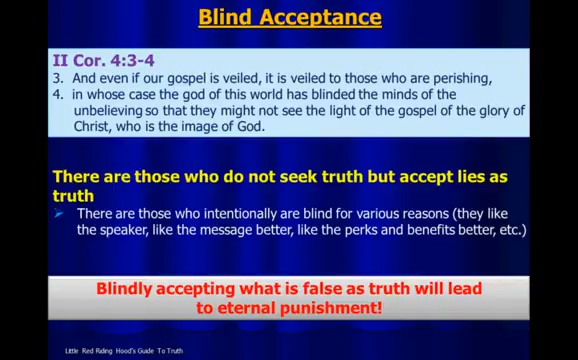 Blind Acceptance
II Cor. 4:3-4
3. And even if our gospel is veiled, it is veiled to those who are perishing,
4. in whose case the god of this world has blinded the minds of the
unbelieving so that they might not see the light of the gospel of the glory of
Christ, who is the image of God.
There are those who do not seek truth but accept lies as
truth
➢ There are those who intentionally are blind for various reasons (they like
the speaker, like the message better, like the perks and benefits better, etc.)
Blindly accepting what is false as truth will lead
to eternal punishment!
Little Red Riding Hood's Guide To Truth